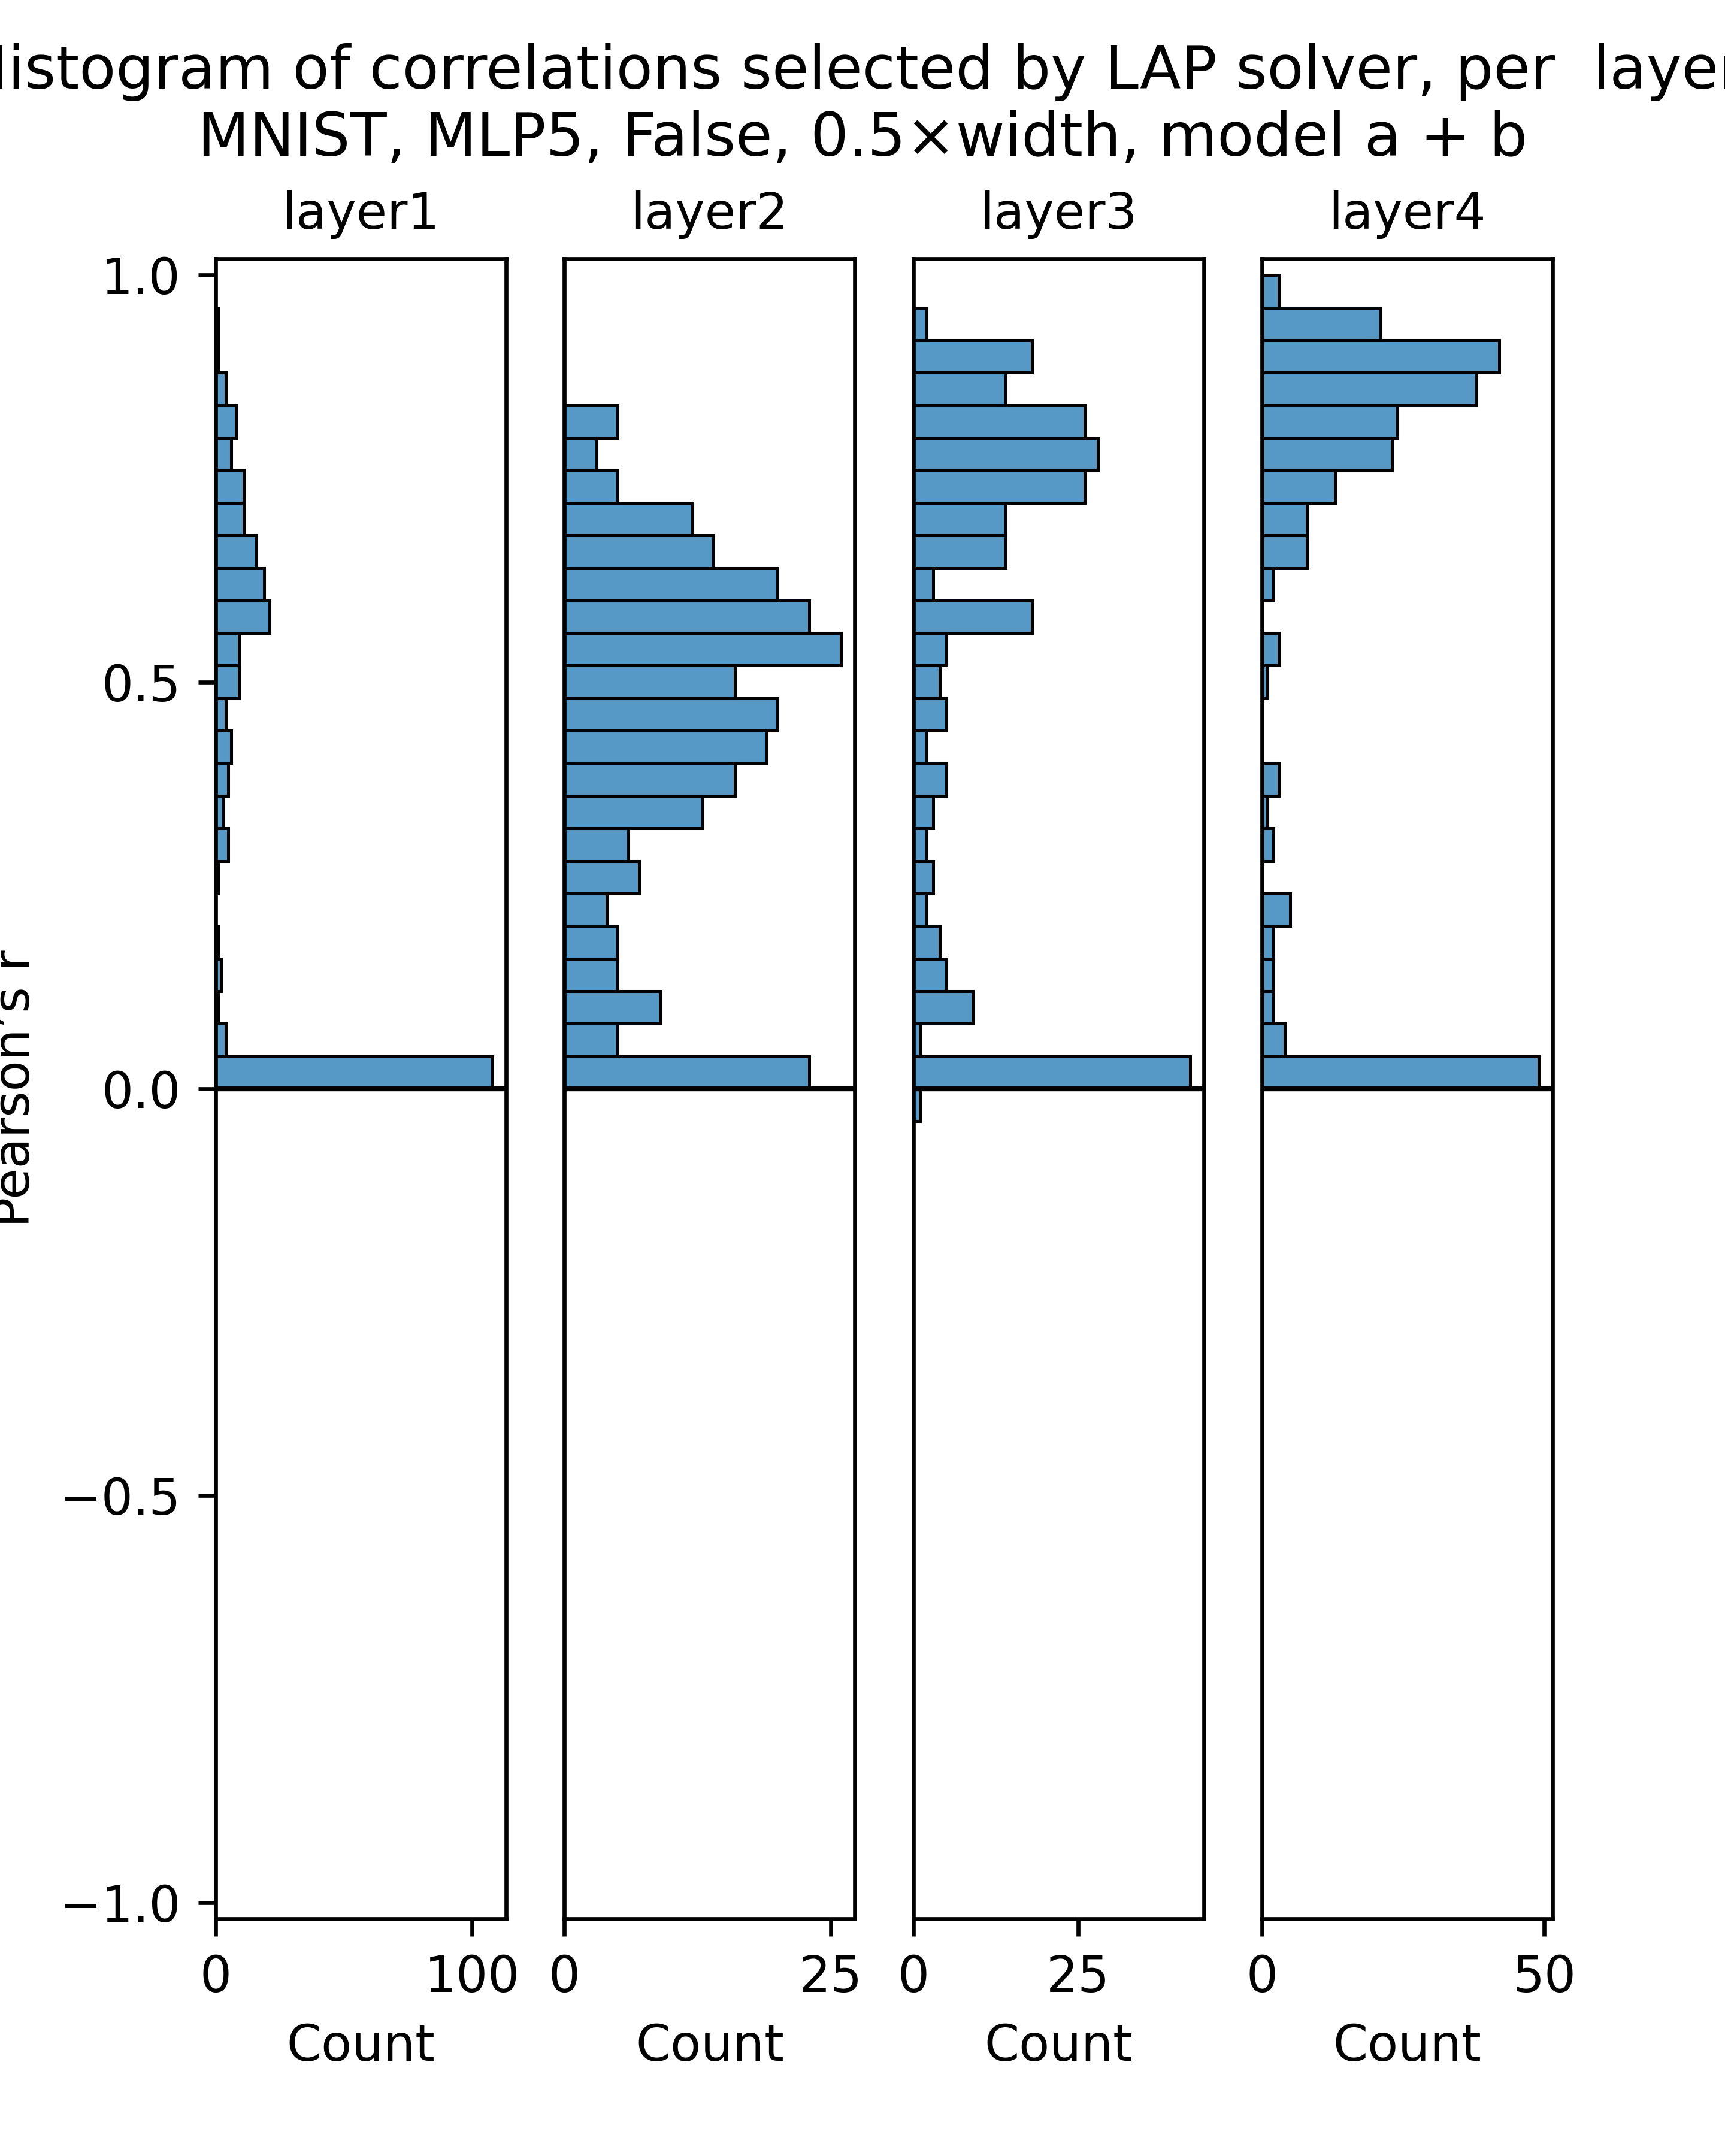 istogram of correlations selected by LAP solver, per layer
MNIST, MLP5, False, 0.5×width, model a + b
layer1 layer2 layer3 layer4
1.0
0.5
0.0
−0.5
−1.0
Pearson's r
0 100 0 25 0 25 0 50
Count Count Count Count